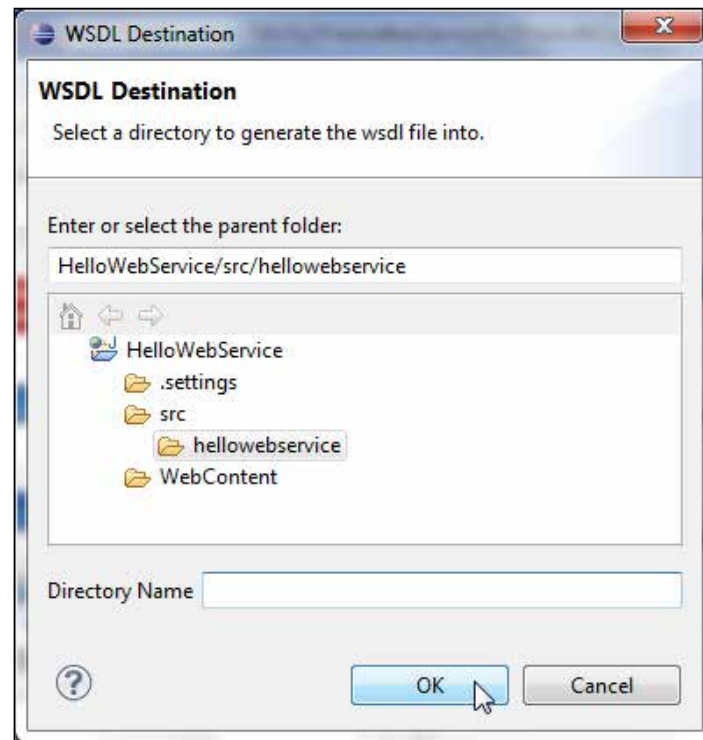 WSDL Destination
WSDL Destination
Select a directory to generate the wsdl file into.
Enter or select the parent folder:
HelloWebService/src/hellowebservice
HelloWebService
.settings
src
hellowebservice
WebContent
Directory Name
OK
Cancel